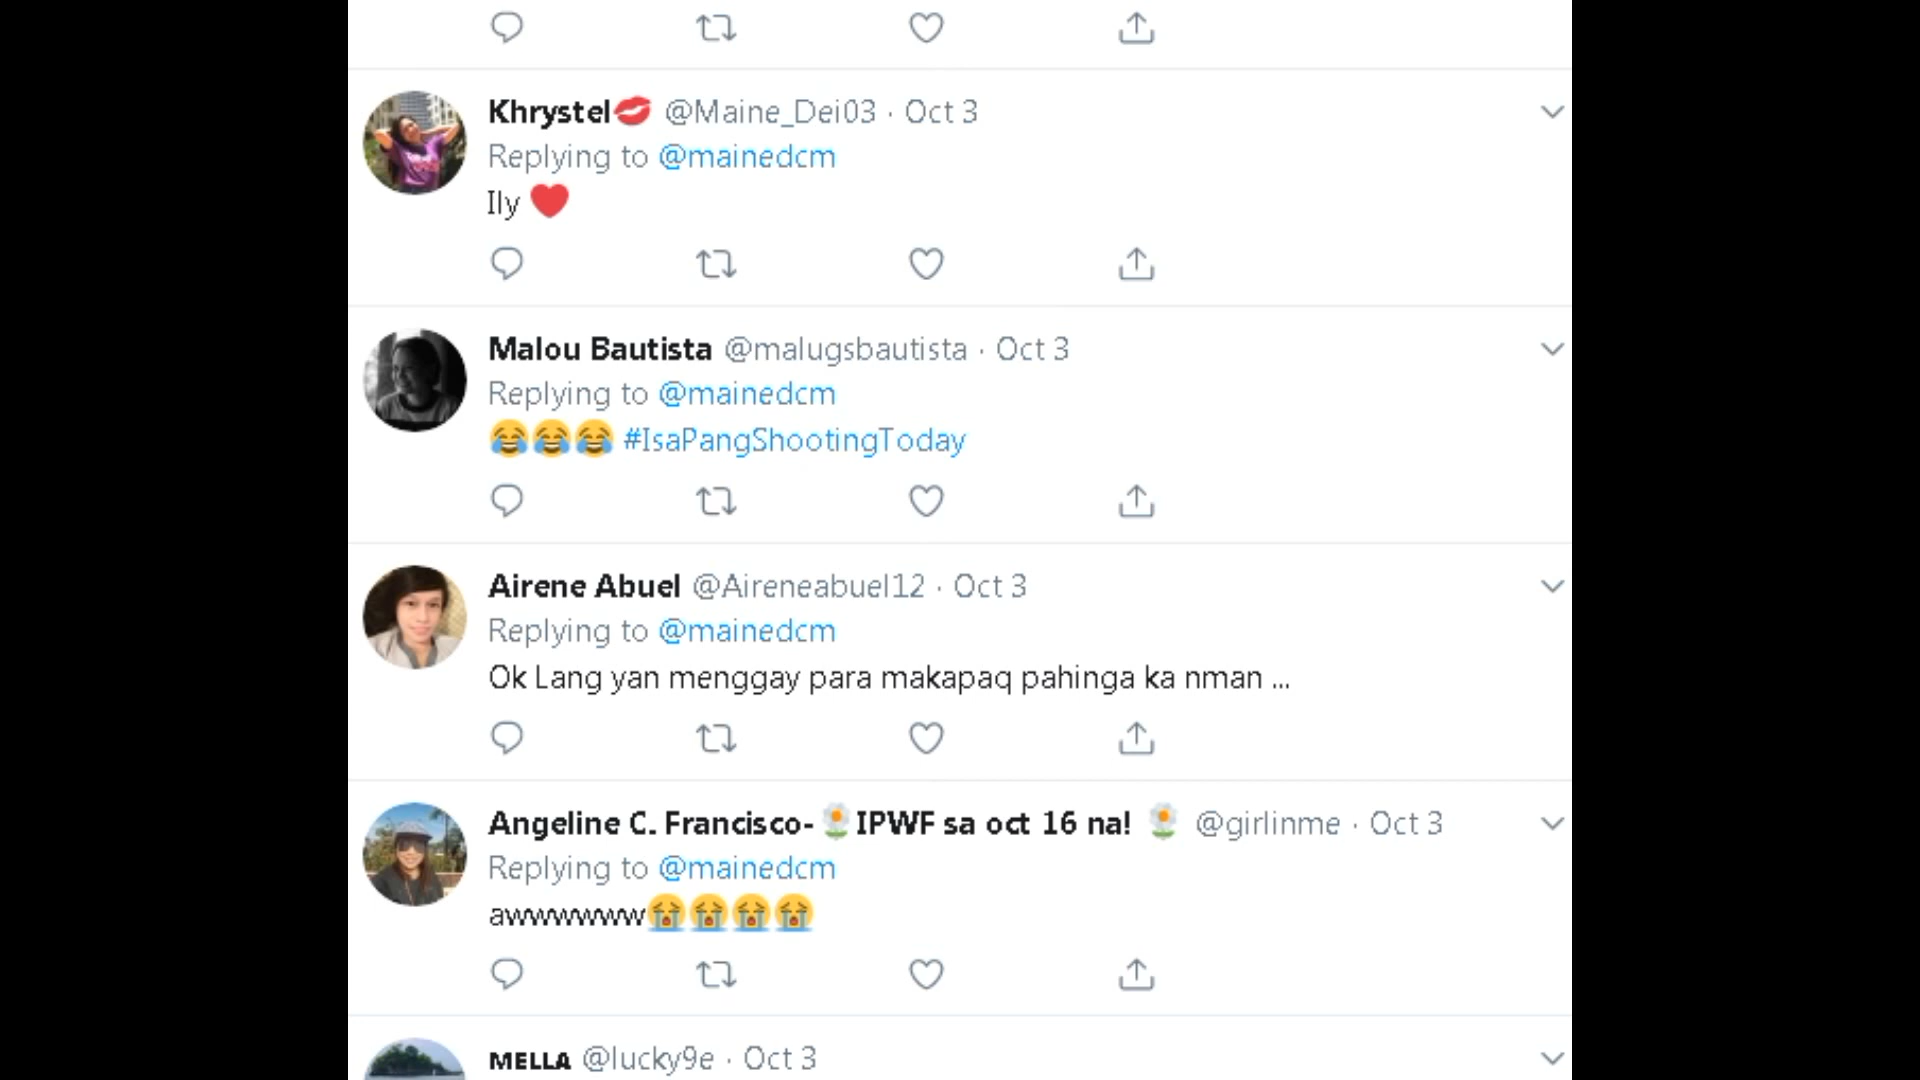 Khrystel💋 @Maine_Dei03 · Oct 3
Replying to @mainedcm
Ily ❤️
Malou Bautista @malugsbautista · Oct 3
Replying to @mainedcm
😂😂😂 #IsaPangShootingToday
Airene Abuel @Aireneabuel12 · Oct 3
Replying to @mainedcm
Ok Lang yan menggay para makapaq pahinga ka nman ...
Angeline C. Francisco-🌼IPWF sa oct 16 na! 🌼 @girlinme · Oct 3
Replying to @mainedcm
awwwwwww😭😭😭😭
ᴍᴇʟʟᴀ @lucky9e · Oct 3